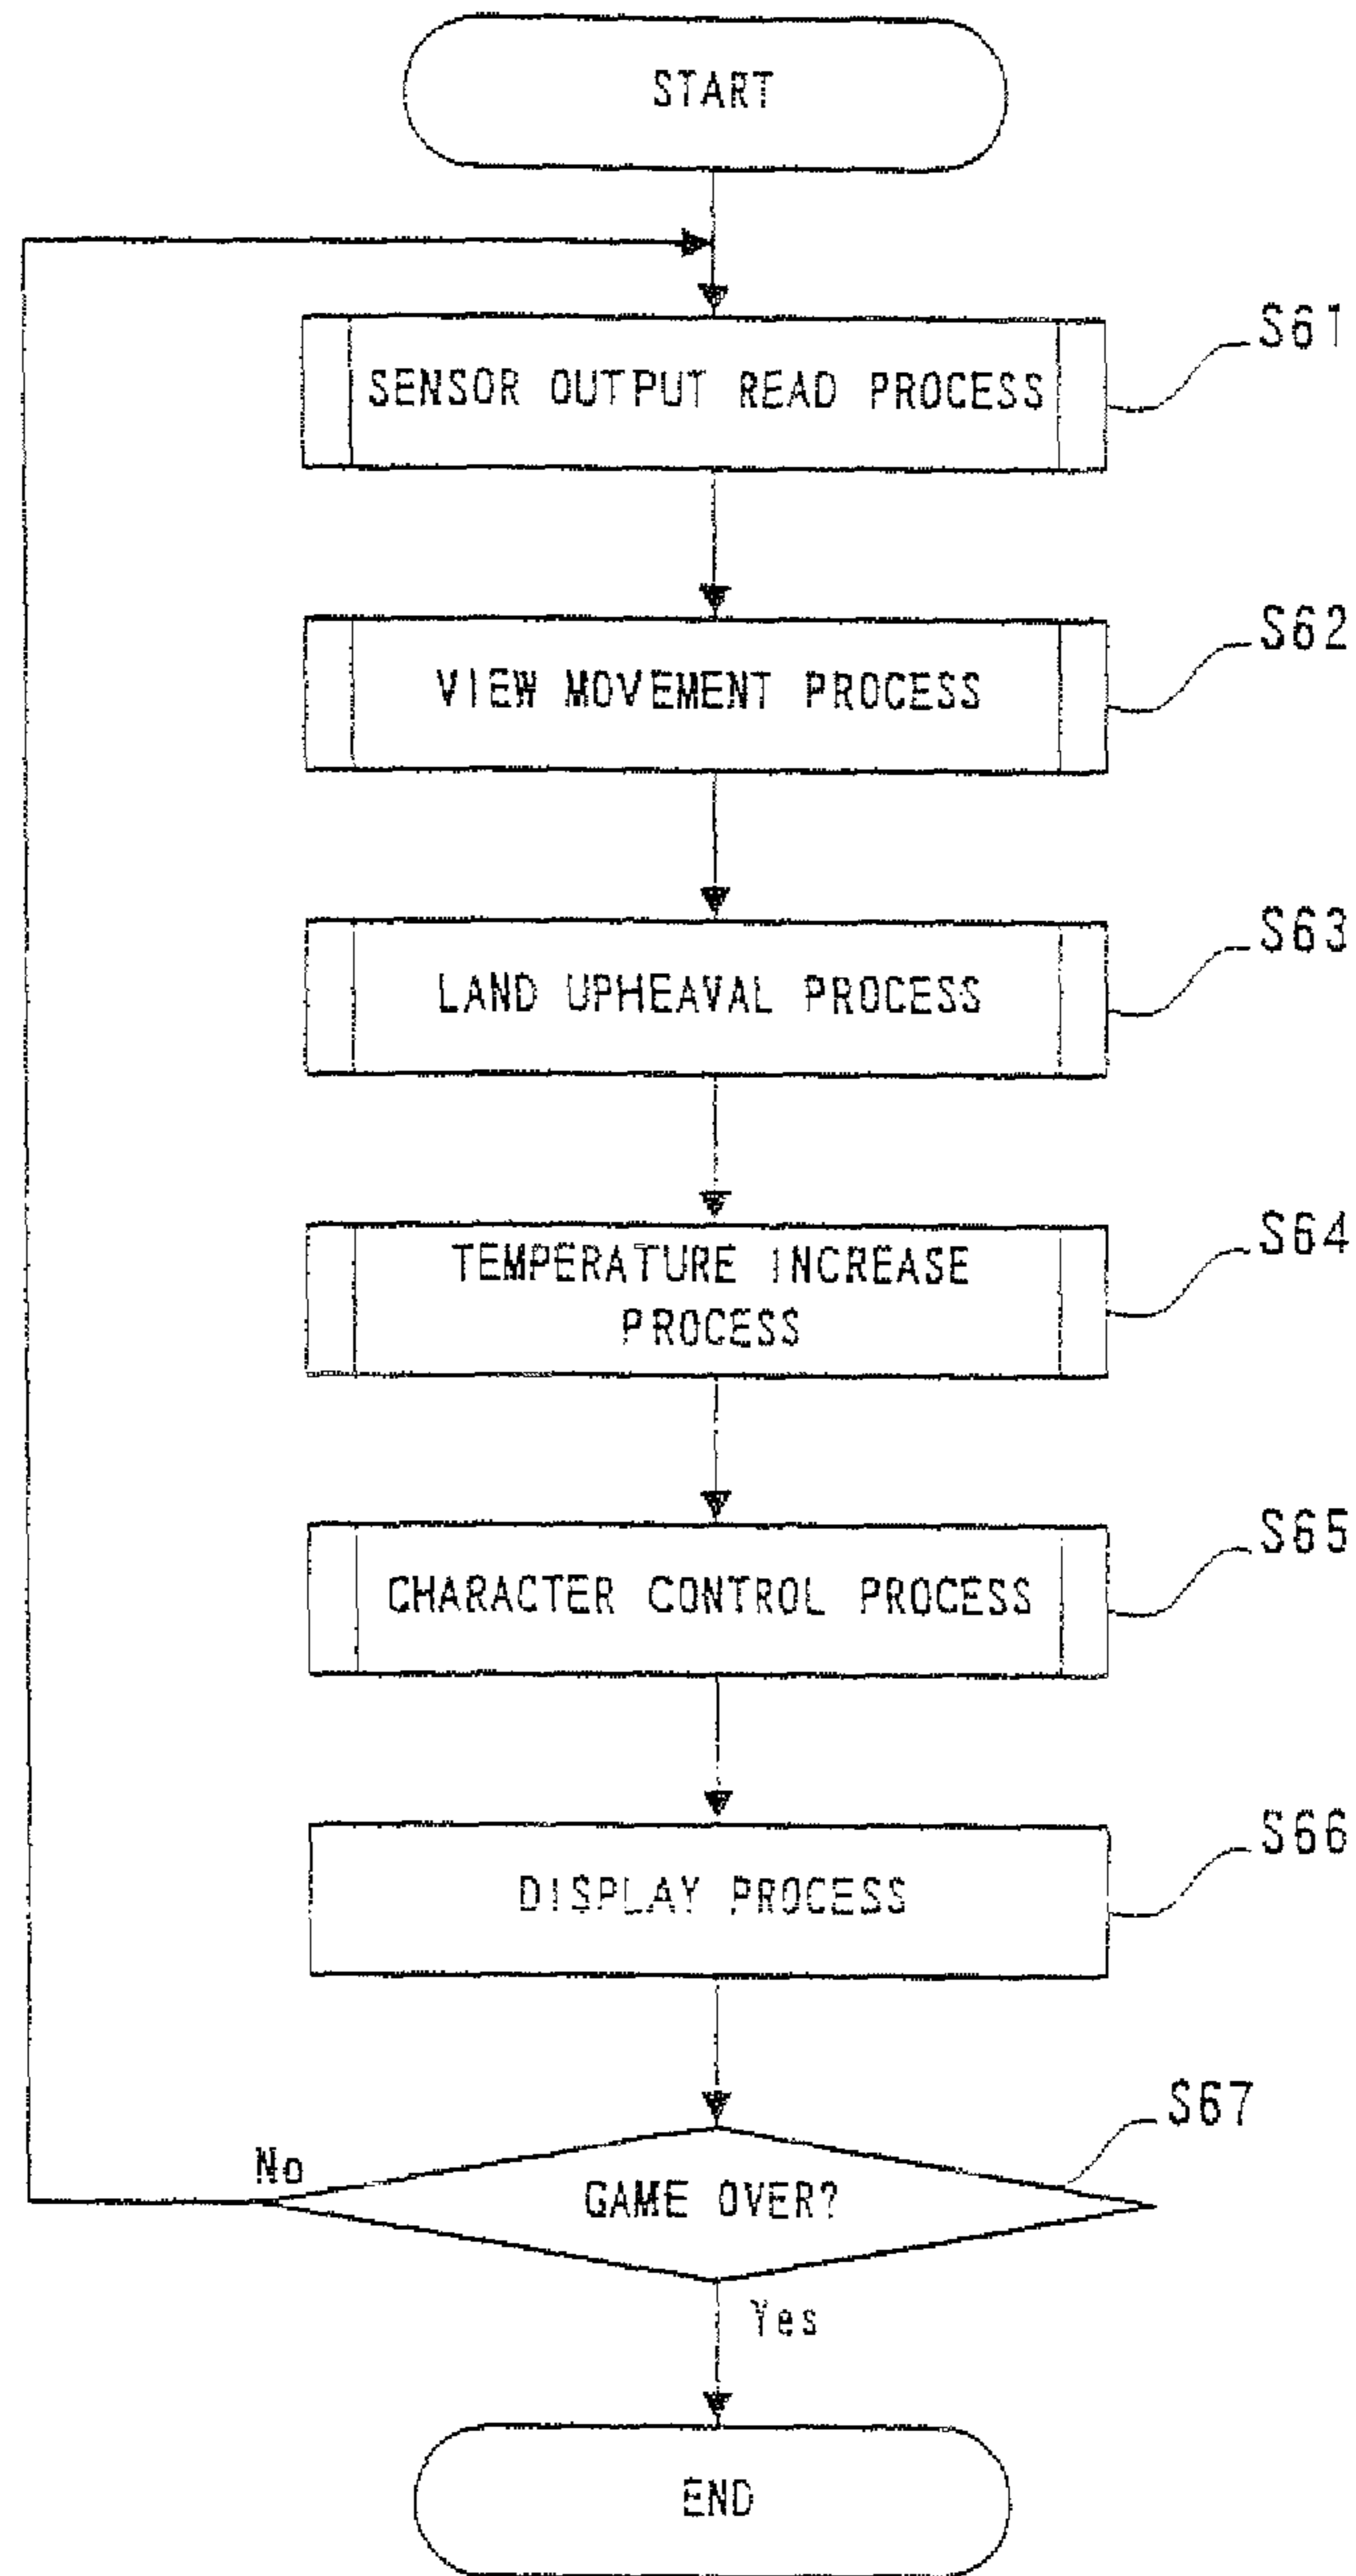 START
SENSOR OUTPUT READ PROCESS
S61
VIEW MOVEMENT PROCESS
S62
LAND UPHEAVAL PROCESS
S63
TEMPERATURE INCREASE
PROCESS
S64
CHARACTER CONTROL PROCESS
S65
DISPLAY PROCESS
S66
S67
No
GAME OVER?
Yes
END